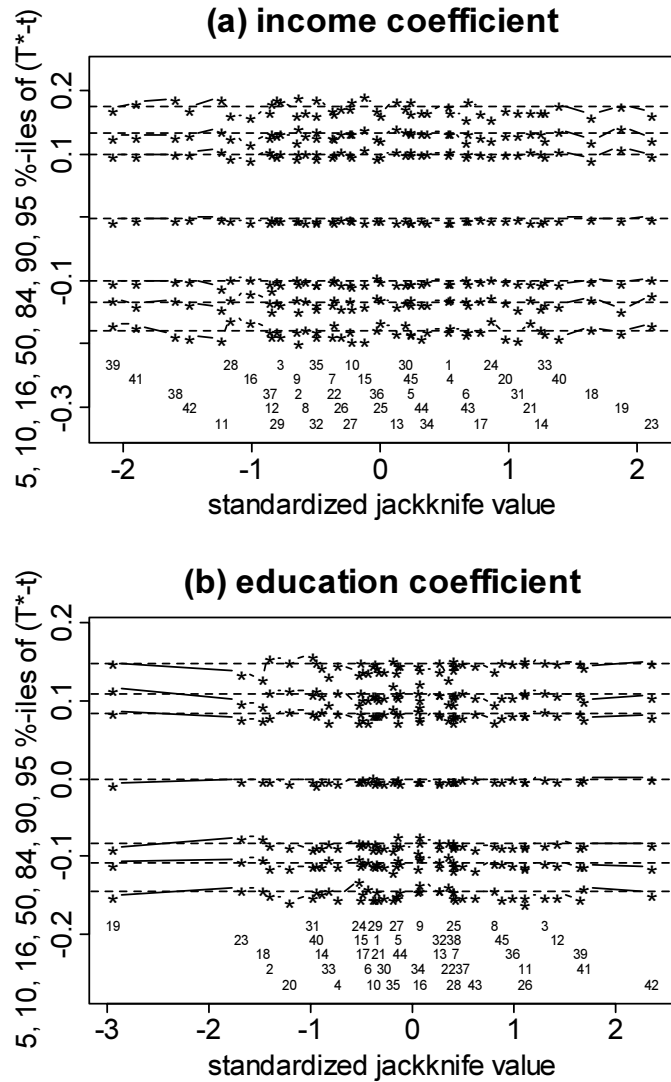 (a) income coefficient
5, 10, 16, 50, 84, 90, 95 %-iles of (T*-t)
0.2
0.1
-0.1
-0.3
39 28 3 35 10 30 1 24 33
41 16 9 7 15 45 4 20 40
38 37 2 22 36 5 6 31 18
42 12 8 26 25 44 43 21 19
11 29 32 27 13 34 17 14 23
-2 -1 0 1 2
standardized jackknife value
(b) education coefficient
5, 10, 16, 50, 84, 90, 95 %-iles of (T*-t)
0.2
0.1
0.0
-0.1
-0.2
19 31 24 29 27 9 25 8 3
23 40 15 1 5 32 38 45 12
18 14 17 21 44 13 7 36 39
2 33 6 30 34 22 37 11 41
20 4 10 35 16 28 43 26 42
-3 -2 -1 0 1 2
standardized jackknife value